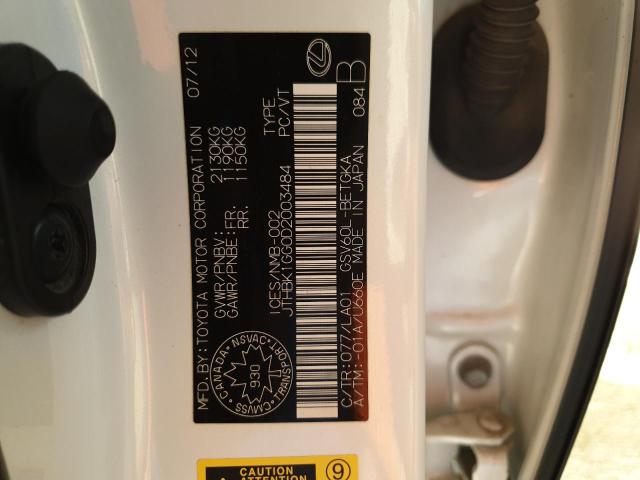 MFD. BY: TOYOTA MOTOR CORPORATION 07/12
GVWR/PNBV: 2130KG
GAWR/PNBE: FR: 1190KG
RR. 1150KG
ICES/NMB-002 TYPE
JTHBK1GG0D2003484 PC/VT
CANADA NSVAC
930
CMVSS TRANSPORT
C/TR: 077/LA01 GSV60L-BETGKA 084 B
A/TM:-01A/U660E MADE IN JAPAN
CAUTION
ATTENTION
9